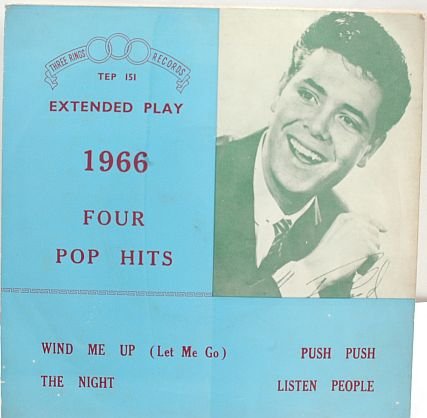 THREE RINGS RECORDS
TEP 151
EXTENDED PLAY
1966
FOUR
POP HITS
WIND ME UP (Let Me Go)
PUSH PUSH
THE NIGHT
LISTEN PEOPLE